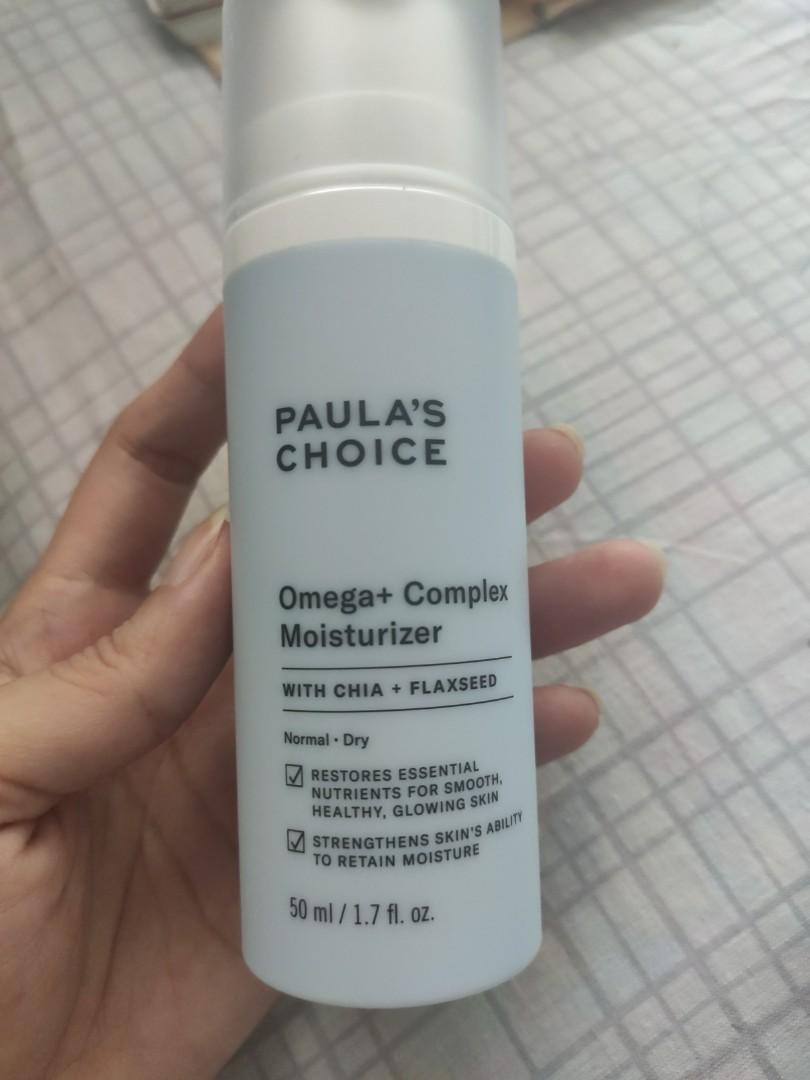 PAULA'S
CHOICE
Omega+ Complex
Moisturizer
WITH CHIA + FLAXSEED
Normal · Dry
RESTORES ESSENTIAL
NUTRIENTS FOR SMOOTH,
HEALTHY, GLOWING SKIN
STRENGTHENS SKIN'S ABILITY
TO RETAIN MOISTURE
50 ml / 1.7 fl. oz.